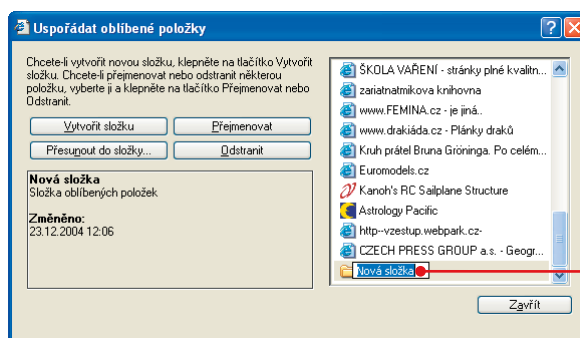 Uspořádat oblíbené položky
Chcete-li vytvořit novou složku, klepněte na tlačítko Vytvořit
složku. Chcete-li přejmenovat nebo odstranit některou
položku, vyberte ji a klepněte na tlačítko Přejmenovat nebo
Odstranit.
Vytvořit složku
Přejmenovat
Přesunout do složky...
Odstranit
Nová složka
Složka oblíbených položek
Změněno:
23.12.2004 12:06
ŠKOLA VAŘENÍ - stránky plné kvalitn...
zariatnatmikova knihovna
www.FEMINA.cz - je jiná..
www.drakiáda.cz - Plánky draků
Kruh prátel Bruna Gröninga. Po celém...
Euromodels.cz
Kanoh's RC Sailplane Structure
Astrology Pacific
http--vzestup.webpark.cz-
CZECH PRESS GROUP a.s. - Geogr...
Nová složka
Zavřít